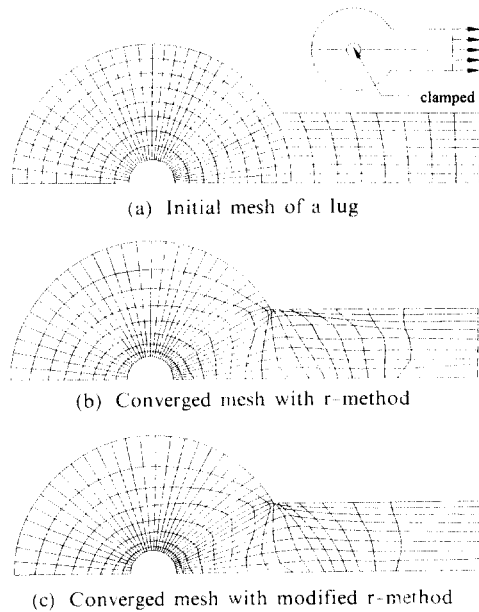 clamped
(a) Initial mesh of a lug
(b) Converged mesh with r-method
(c) Converged mesh with modified r-method